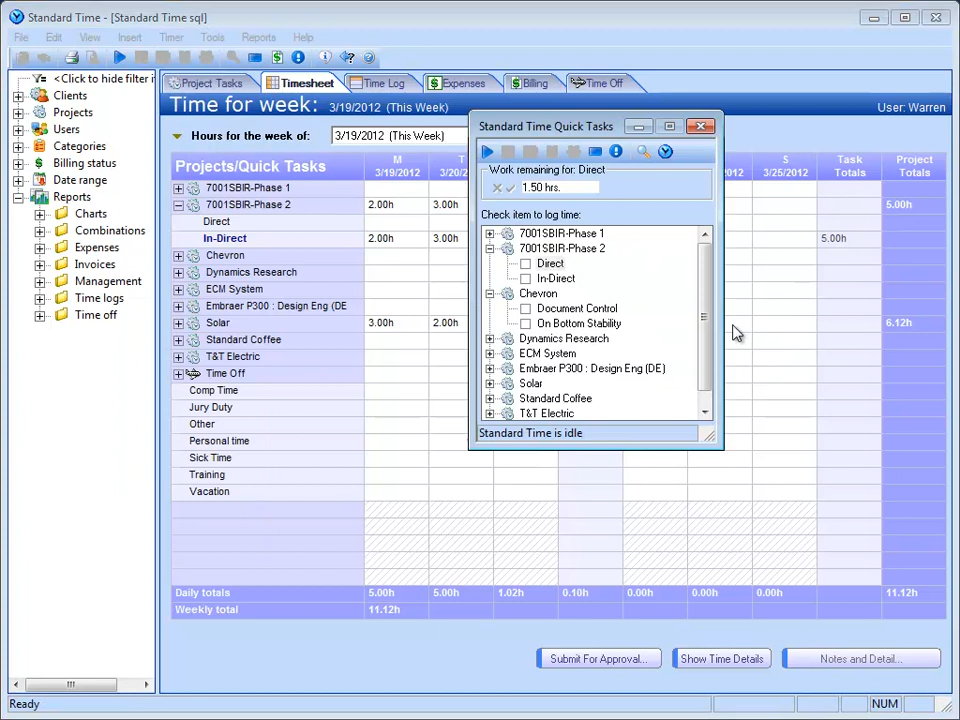 Standard Time - [Standard Time sql]
File Edit View Insert Timer Tools Reports Help
<Click to hide filter i
Clients
Projects
Users
Categories
Billing status
Date range
Reports
Charts
Combinations
Expenses
Invoices
Management
Time logs
Time off
Project Tasks Timesheet Time Log Expenses Billing Time Off
Time for week: 3/19/2012 (This Week) User: Warren
Hours for the week of: 3/19/2012 (This Week)
Projects/Quick Tasks M 3/19/2012 T 3/20/2 2012 S 3/25/2012 Task Totals Project Totals
7001SBIR-Phase 1
7001SBIR-Phase 2 2.00h 3.00h 5.00h
Direct
In-Direct 2.00h 3.00h 5.00h
Chevron
Dynamics Research
ECM System
Embraer P300 : Design Eng (DE
Solar 3.00h 2.00h 6.12h
Standard Coffee
T&T Electric
Time Off
Comp Time
Jury Duty
Other
Personal time
Sick Time
Training
Vacation
Daily totals 5.00h 5.00h 1.02h 0.10h 0.00h 0.00h 0.00h 11.12h
Weekly total 11.12h
Standard Time Quick Tasks
Work remaining for: Direct
1.50 hrs.
Check item to log time:
7001SBIR-Phase 1
7001SBIR-Phase 2
Direct
In-Direct
Chevron
Document Control
On Bottom Stability
Dynamics Research
ECM System
Embraer P300 : Design Eng (DE)
Solar
Standard Coffee
T&T Electric
Standard Time is idle
Submit For Approval... Show Time Details Notes and Detail...
Ready NUM